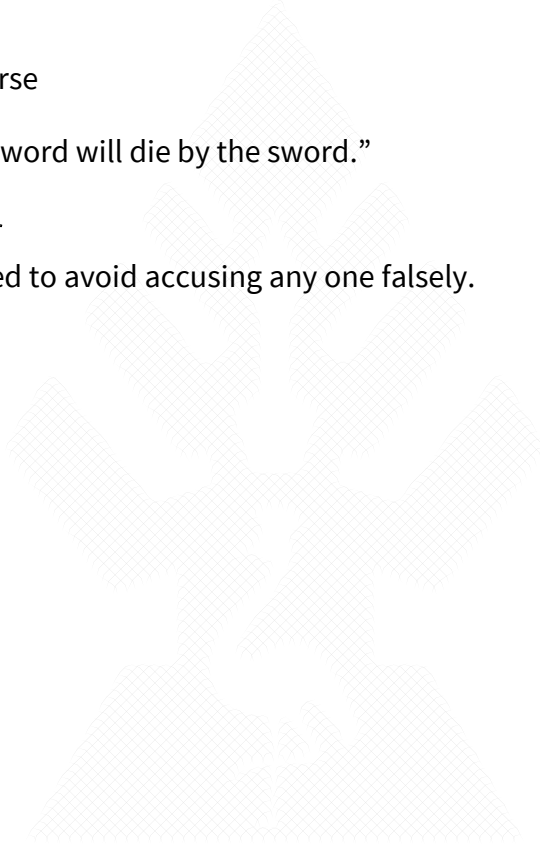 rse
word will die by the sword.”
.
ed to avoid accusing any one falsely.